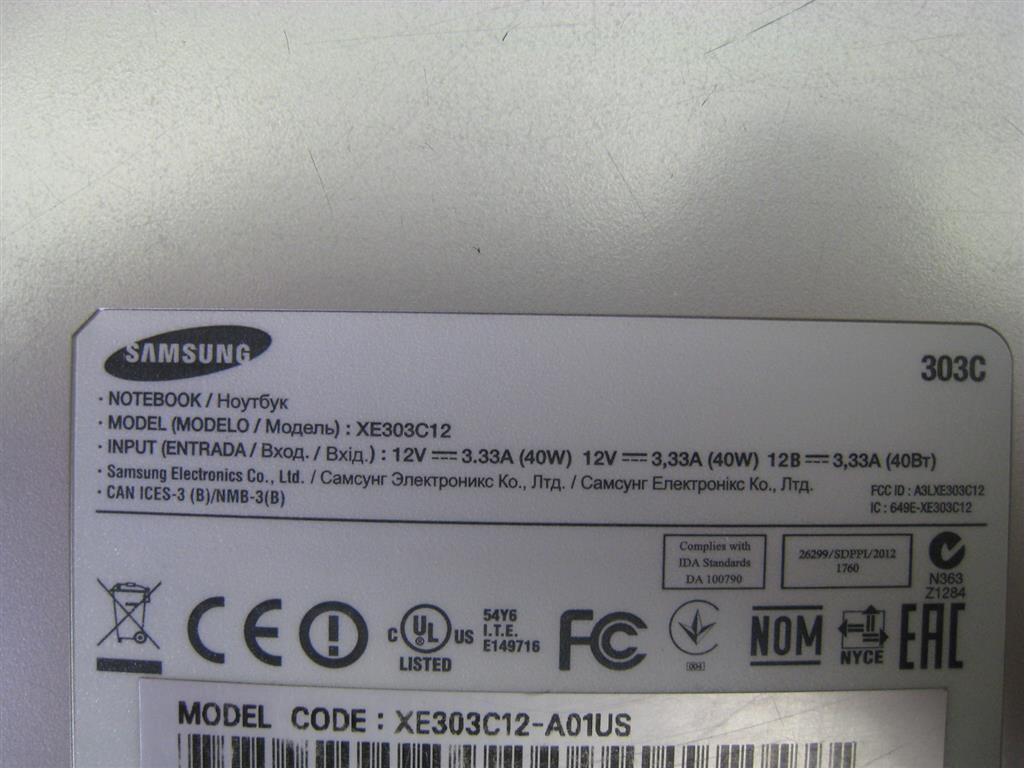 SAMSUNG
303C
· NOTEBOOK / Ноутбук
· MODEL (MODELO / Модель) : XE303C12
· INPUT (ENTRADA / Вход. / Вхід.) : 12V ⎓ 3.33A (40W) 12V ⎓ 3,33A (40W) 12В ⎓ 3,33A (40Вт)
· Samsung Electronics Co., Ltd. / Самсунг Электроникс Ко., Лтд. / Самсунг Електронікс Ко., Лтд.
· CAN ICES-3 (B)/NMB-3(B)
FCC ID : A3LXE303C12
IC : 649E-XE303C12
Complies with
IDA Standards
DA 100790
26299/SDPPI/2012
1760
N363
Z1284
CE
C UL US
LISTED
54Y6
I.T.E.
E149716
FC
004
NOM
NYCE
EAC
MODEL CODE : XE303C12-A01US